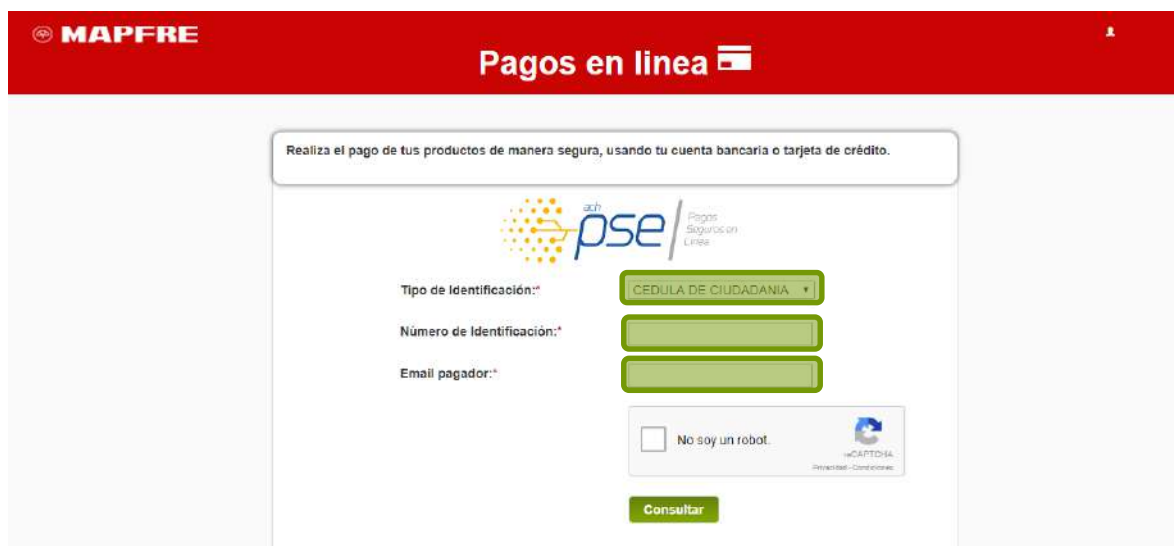 MAPFRE
Pagos en linea
Realiza el pago de tus productos de manera segura, usando tu cuenta bancaria o tarjeta de crédito.
ach
pse
Pagos
Seguros en
Línea
Tipo de Identificación:*
CEDULA DE CIUDADANIA
Número de Identificación:*
Email pagador:*
No soy un robot.
reCAPTCHA
Privacidad - Condiciones
Consultar